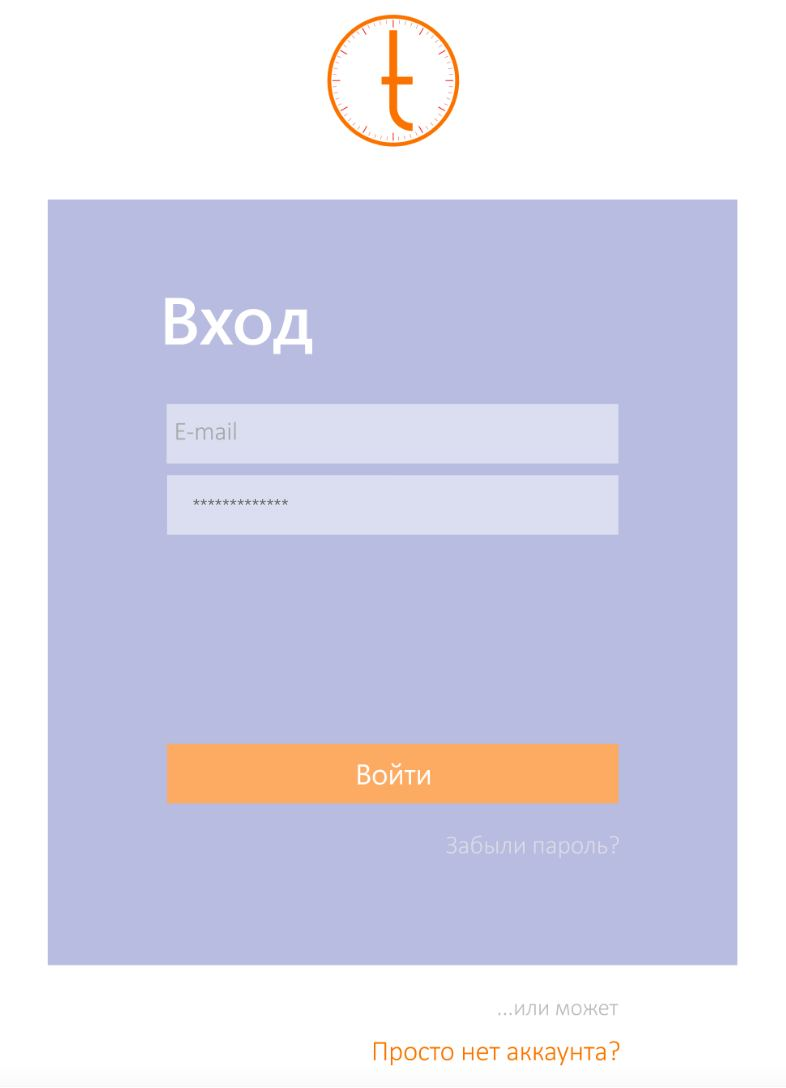 t
Вход
E-mail
*************
Войти
Забыли пароль?
...или может
Просто нет аккаунта?